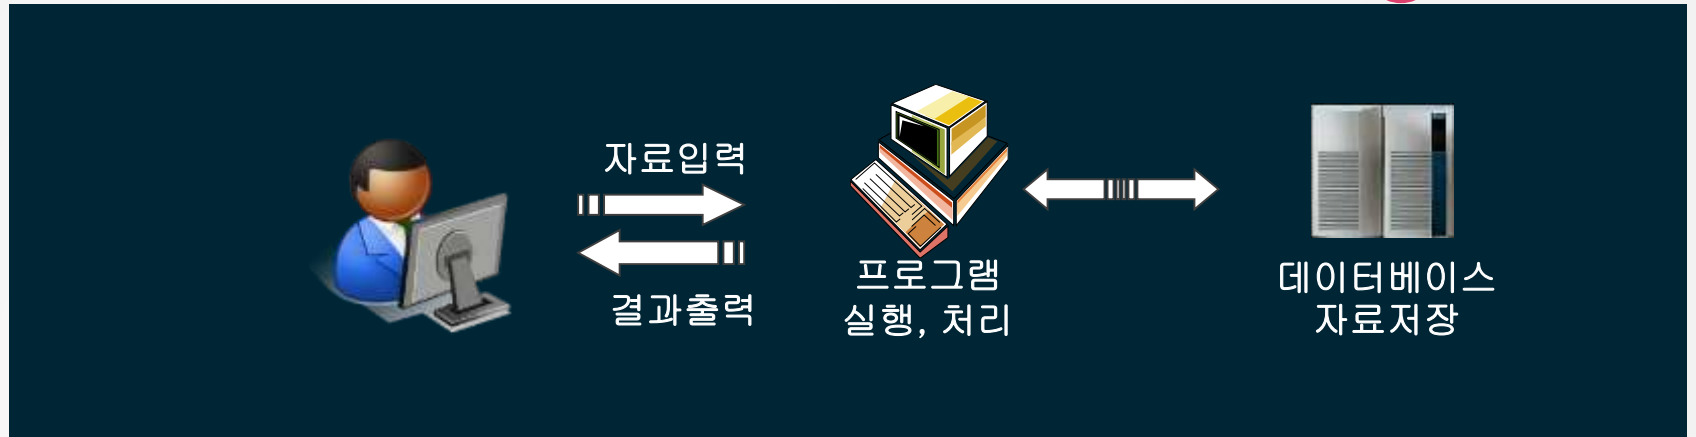 자료입력
결과출력
프로그램
실행, 처리
데이터베이스
자료저장